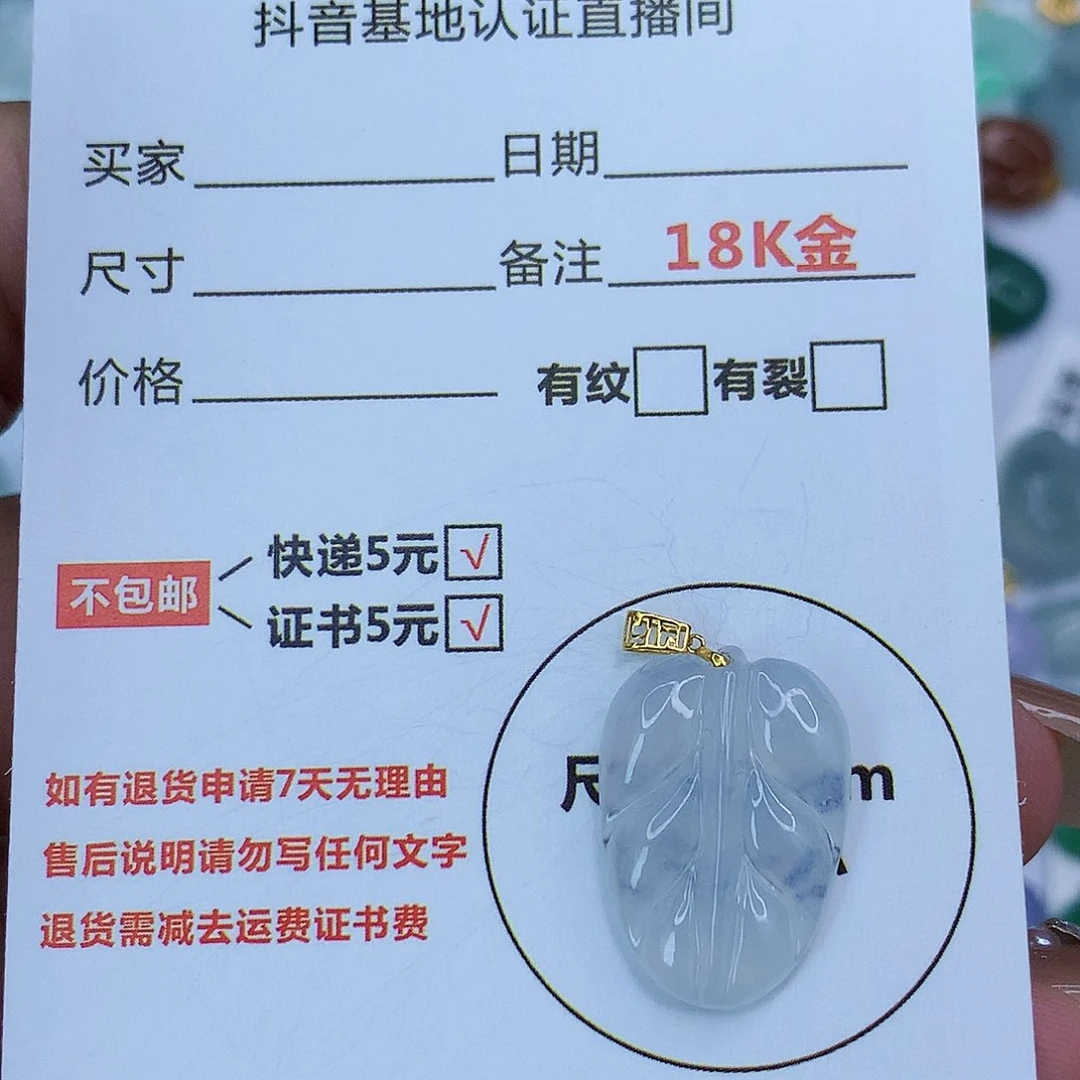 抖音基地认证直播间
买家 日期
尺寸 备注 18K金
价格 有纹 有裂
快递5元 √
不包邮
证书5元 √
如有退货申请7天无理由
售后说明请勿写任何文字
退货需减去运费证书费
尺 m